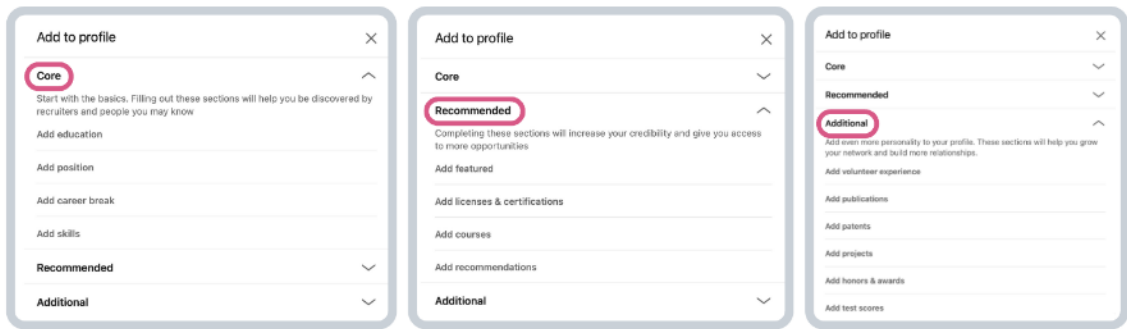 Add to profile
Core
Start with the basics. Filling out these sections will help you be discovered by
recruiters and people you may know
Add education
Add position
Add career break
Add skills
Recommended
Additional
Add to profile
Core
Recommended
Completing these sections will increase your credibility and give you access
to more opportunities
Add featured
Add licenses & certifications
Add courses
Add recommendations
Additional
Add to profile
Core
Recommended
Additional
Add even more personality to your profile. These sections will help you grow
your network and build more relationships.
Add volunteer experience
Add publications
Add patents
Add projects
Add honors & awards
Add test scores